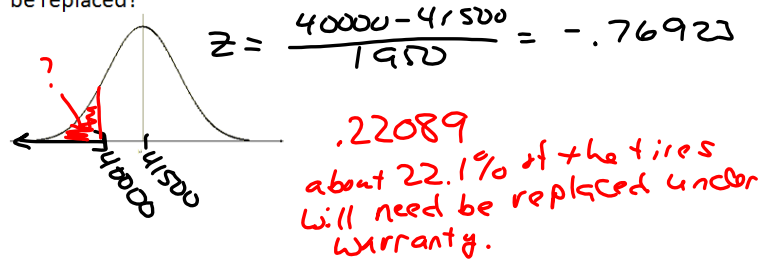 be replaced?
Z = 40000-41500 / 1950 = -.76923
?
40000
41500
.22089
about 22.1% of the tires
will need be replaced under
warranty.